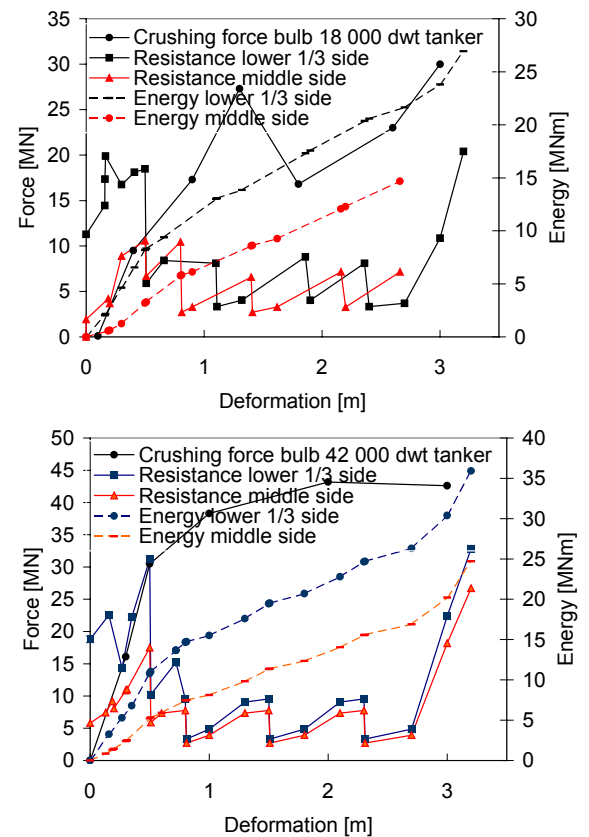 35
30
25
20
15
10
5
0
Force [MN]
30
25
20
15
10
5
0
Energy [MNm]
Crushing force bulb 18 000 dwt tanker
Resistance lower 1/3 side
Resistance middle side
Energy lower 1/3 side
Energy middle side
0 1 2 3
Deformation [m]
50
45
40
35
30
25
20
15
10
5
0
Force [MN]
40
35
30
25
20
15
10
5
0
Energy [MNm]
Crushing force bulb 42 000 dwt tanker
Resistance lower 1/3 side
Resistance middle side
Energy lower 1/3 side
Energy middle side
0 1 2 3
Deformation [m]